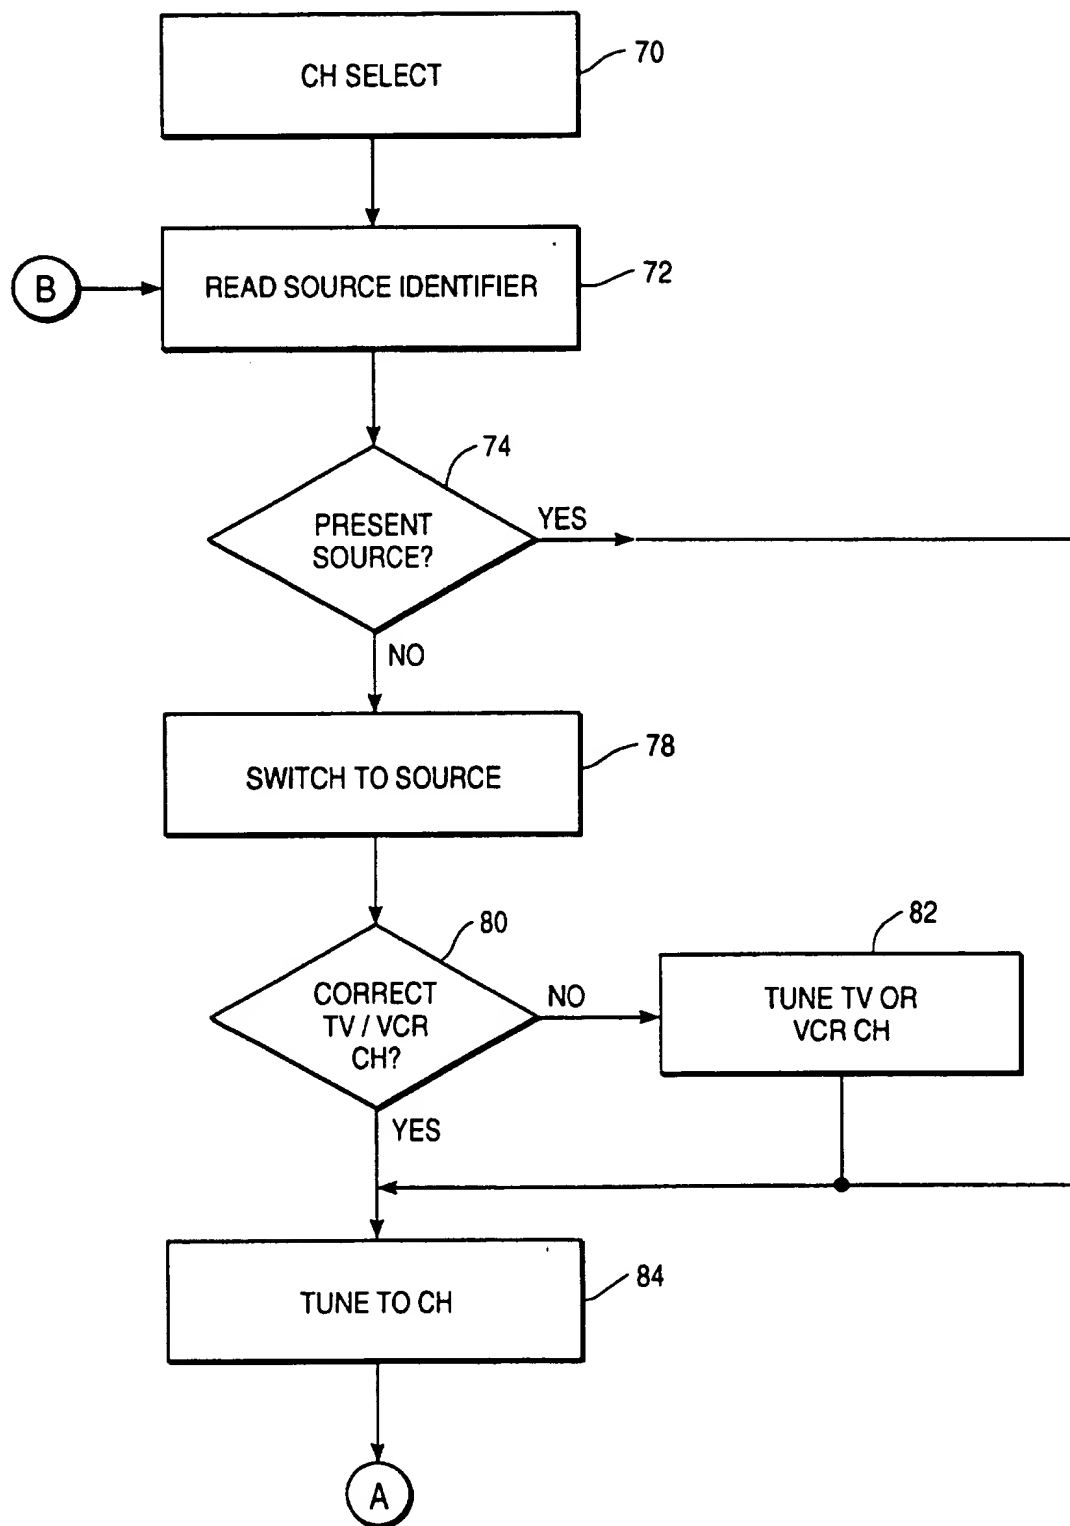 CH SELECT
70
B
READ SOURCE IDENTIFIER
72
74
PRESENT
SOURCE?
YES
NO
SWITCH TO SOURCE
78
80
CORRECT
TV / VCR
CH?
NO
82
TUNE TV OR
VCR CH
YES
TUNE TO CH
84
A